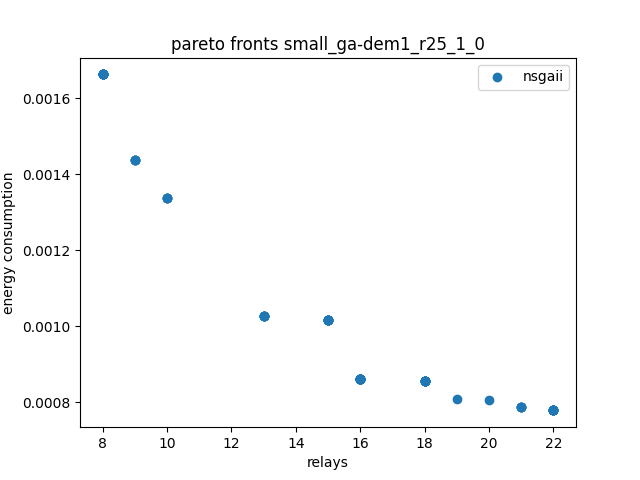 pareto fronts small_ga-dem1_r25_1_0
nsgaii
energy consumption
0.0016
0.0014
0.0012
0.0010
0.0008
8 10 12 14 16 18 20 22
relays